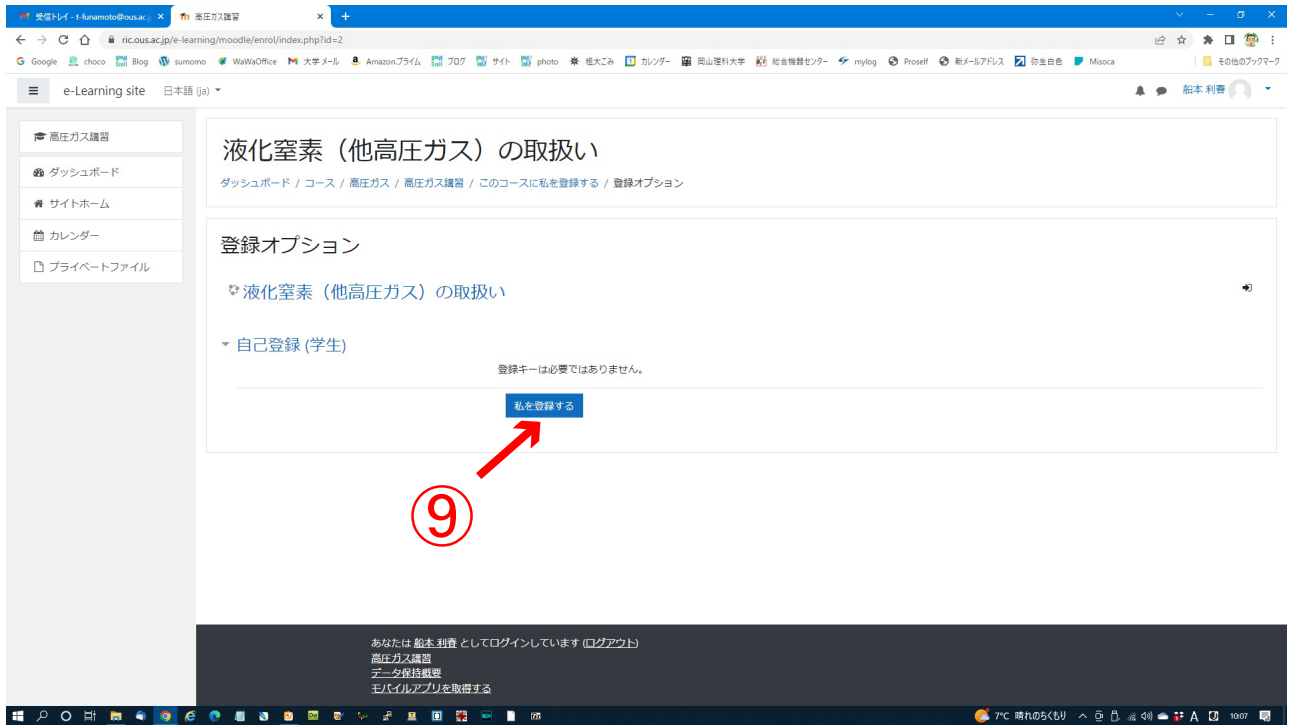 受信トレイ - t-funamoto@ous.ac.j
高圧ガス講習
ric.ous.ac.jp/e-learning/moodle/enrol/index.php?id=2
Google choco Blog sumomo WaWaOffice 大学メール Amazon.プライム ブログ サイト photo 粗大ごみ カレンダー 岡山理科大学 総合機器センター mylog Proself 新メールアドレス 弥生白色 Misoca その他のブックマーク
e-Learning site 日本語 (ja) 船本 利春
高圧ガス講習
ダッシュボード
サイトホーム
カレンダー
プライベートファイル
液化窒素（他高圧ガス）の取扱い
ダッシュボード / コース / 高圧ガス / 高圧ガス講習 / このコースに私を登録する / 登録オプション
登録オプション
液化窒素（他高圧ガス）の取扱い
自己登録 (学生)
登録キーは必要ではありません。
私を登録する
⑨
あなたは 船本 利春 としてログインしています (ログアウト)
高圧ガス講習
データ保持概要
モバイルアプリを取得する
7°C 晴れのちくもり A 10:07